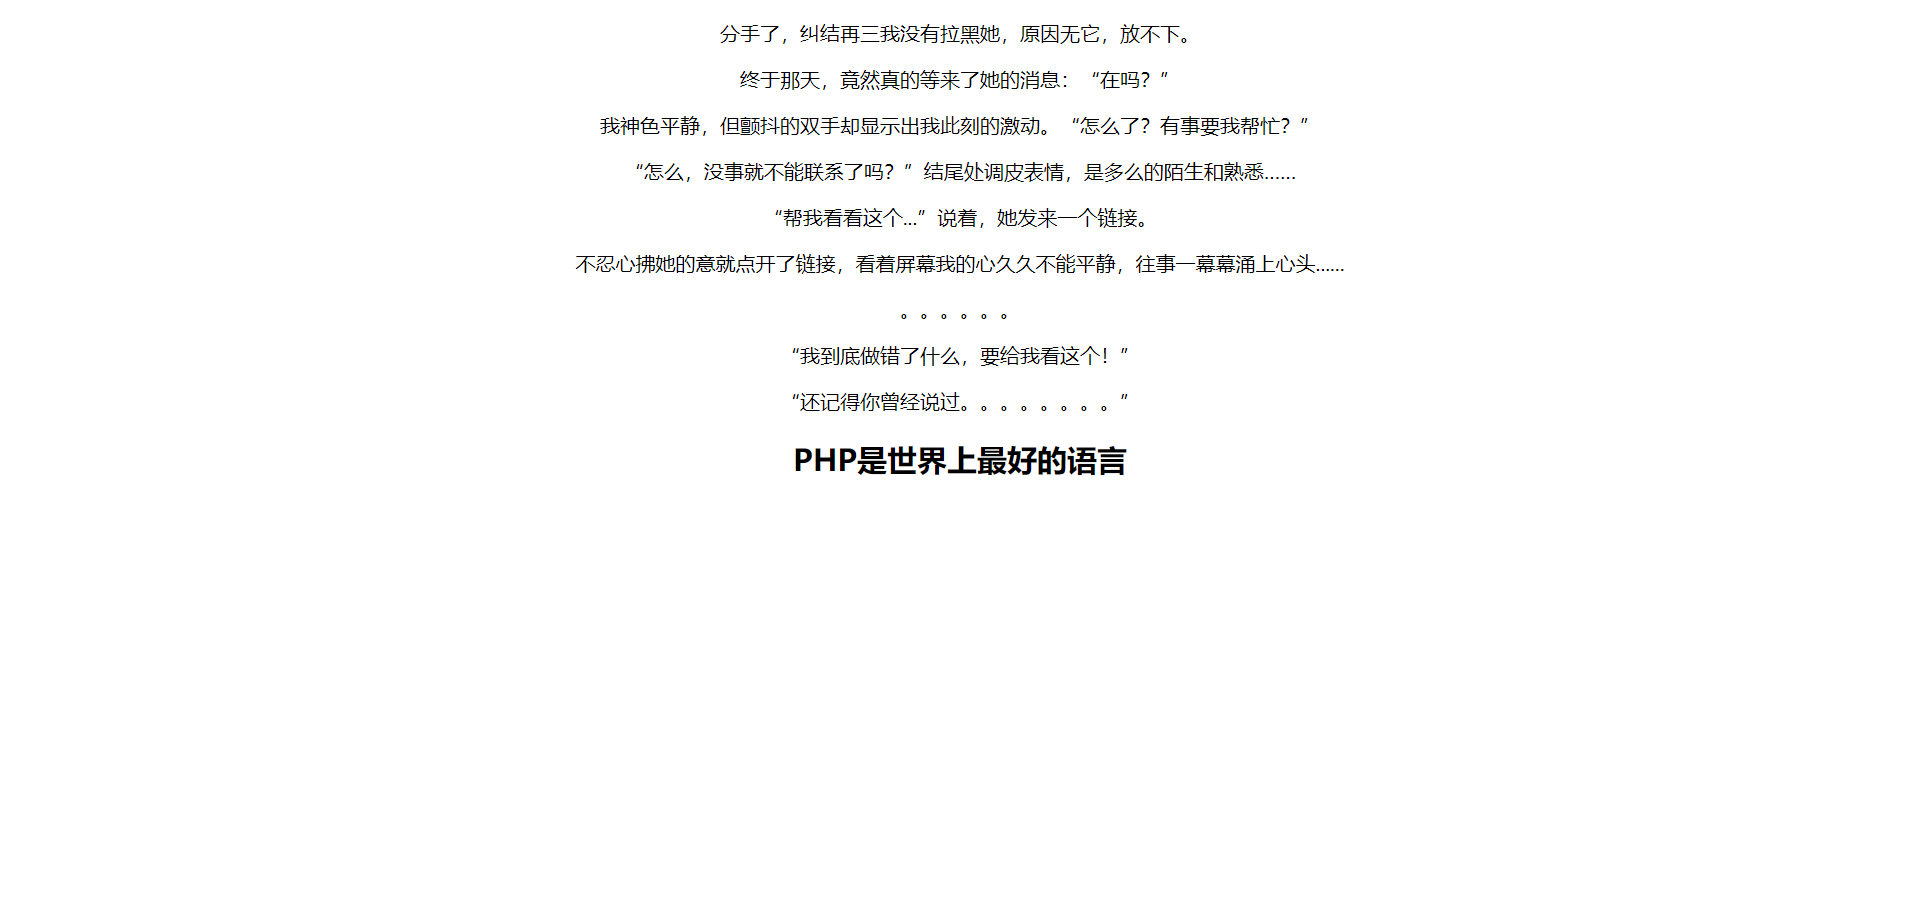 分手了，纠结再三我没有拉黑她，原因无它，放不下。
终于那天，竟然真的等来了她的消息：“在吗？”
我神色平静，但颤抖的双手却显示出我此刻的激动。“怎么了？有事要我帮忙？”
“怎么，没事就不能联系了吗？”结尾处调皮表情，是多么的陌生和熟悉……
“帮我看看这个...”说着，她发来一个链接。
不忍心拂她的意就点开了链接，看着屏幕我的心久久不能平静，往事一幕幕涌上心头……
。。。。。。
“我到底做错了什么，要给我看这个！”
“还记得你曾经说过。。。。。。。。”
PHP是世界上最好的语言